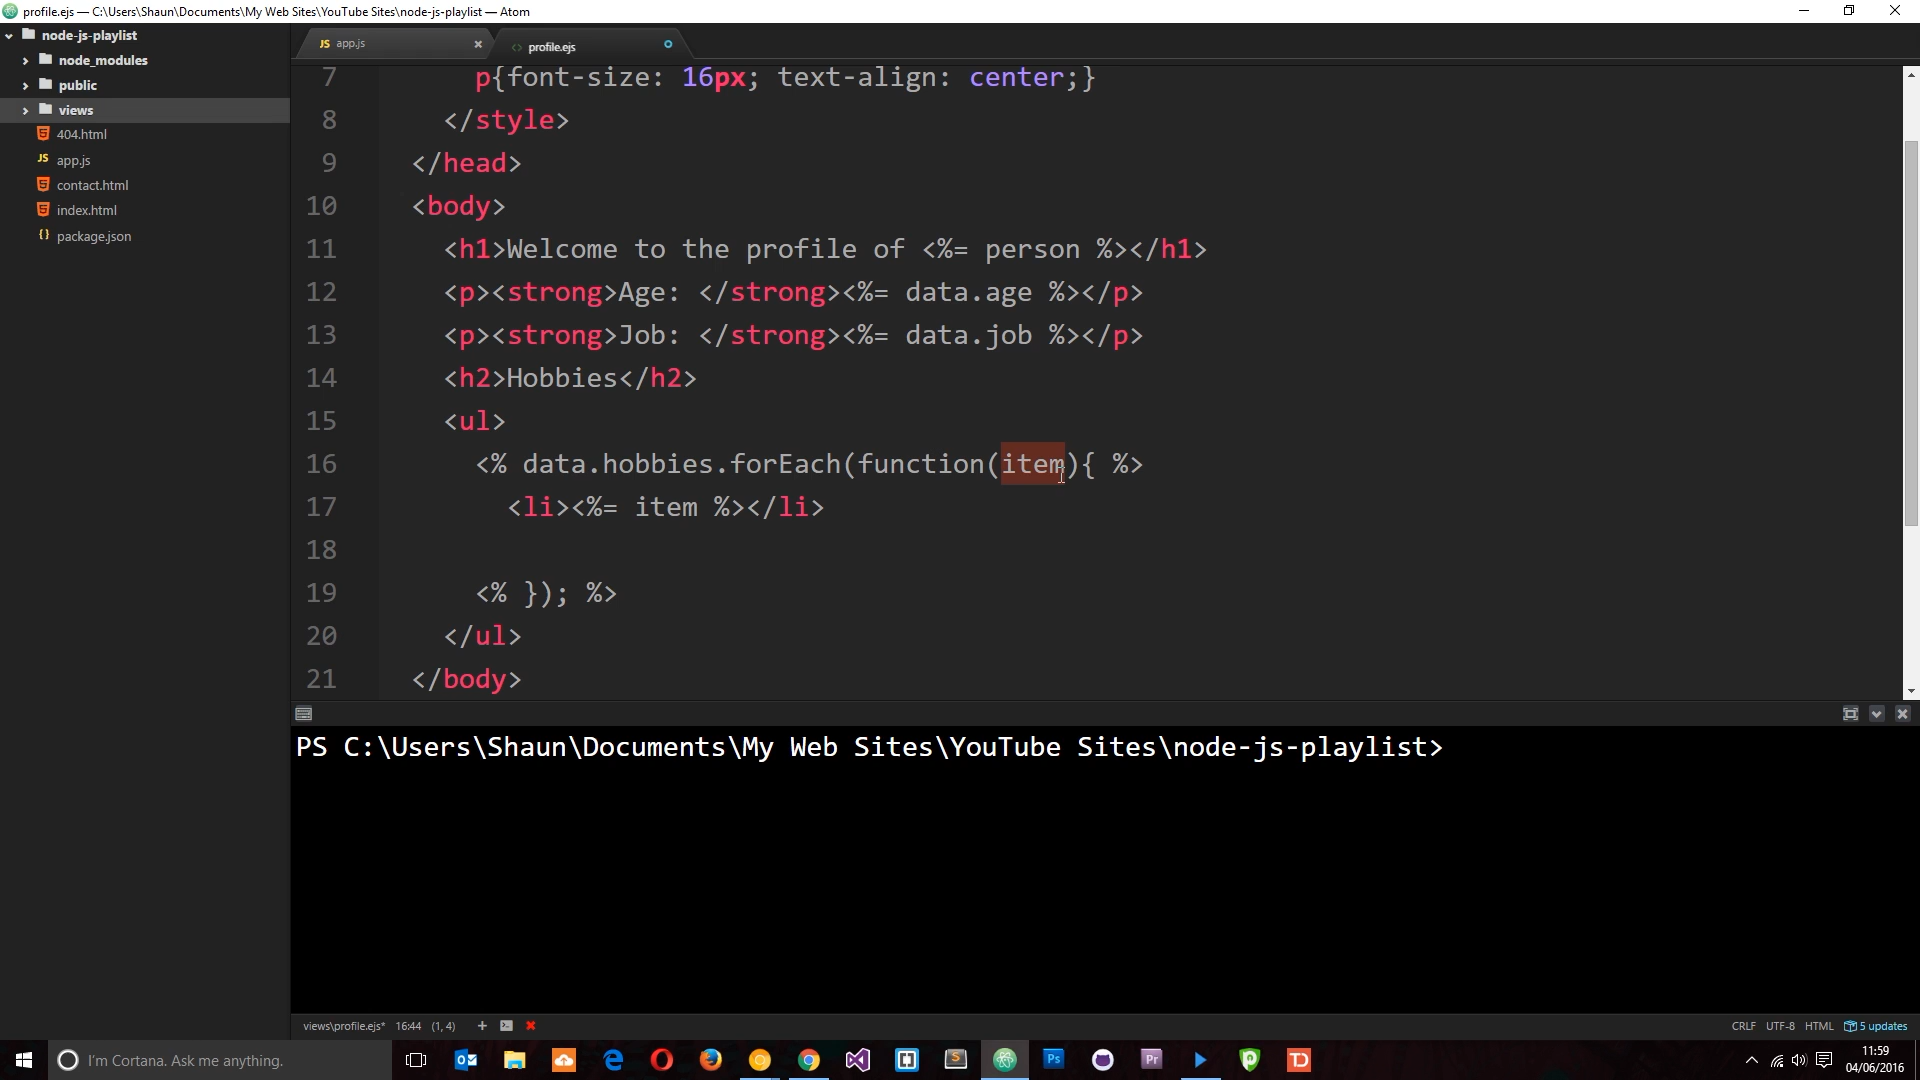 profile.ejs — C:\Users\Shaun\Documents\My Web Sites\YouTube Sites\node-js-playlist — Atom
node-js-playlist
node_modules
public
views
404.html
JS app.js
contact.html
index.html
{} package.json
JS app.js
<> profile.ejs
7 p{font-size: 16px; text-align: center;}
8 </style>
9 </head>
10 <body>
11 <h1>Welcome to the profile of <%= person %></h1>
12 <p><strong>Age: </strong><%= data.age %></p>
13 <p><strong>Job: </strong><%= data.job %></p>
14 <h2>Hobbies</h2>
15 <ul>
16 <% data.hobbies.forEach(function(item){ %>
17 <li><%= item %></li>
18
19 <% }); %>
20 </ul>
21 </body>
PS C:\Users\Shaun\Documents\My Web Sites\YouTube Sites\node-js-playlist>
views\profile.ejs* 16:44 (1, 4)
CRLF UTF-8 HTML 5 updates
I'm Cortana. Ask me anything.
Ps
Pr
TD
11:59
04/06/2016